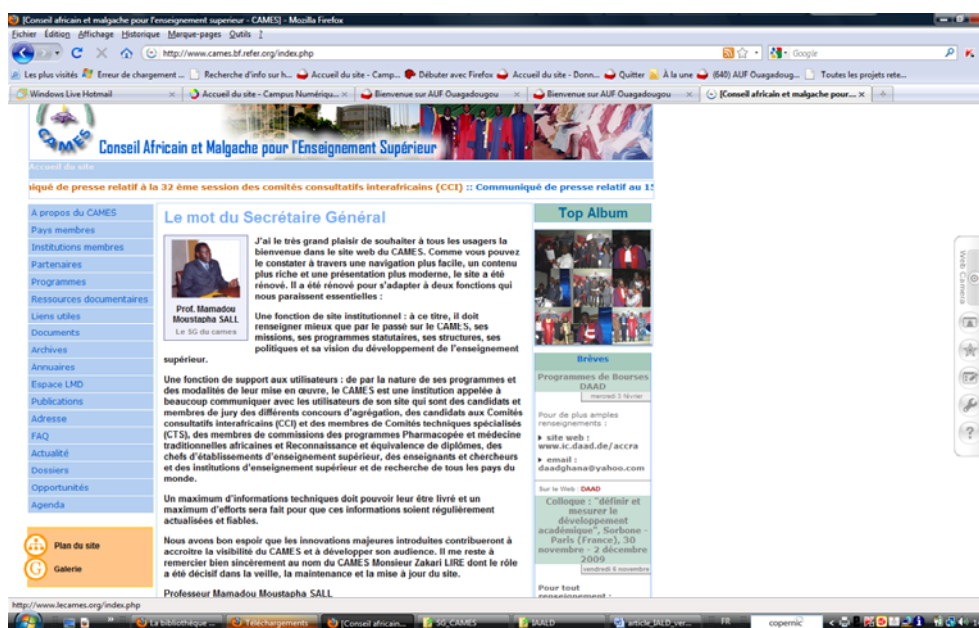 [Conseil africain et malgache pour l'enseignement superieur - CAMES] - Mozilla Firefox
Fichier Édition Affichage Historique Marque-pages Outils ?
http://www.cames.bf.refer.org/index.php
Google
Les plus visités Erreur de chargement ... Recherche d'info sur h... Accueil du site - Camp... Débuter avec Firefox Accueil du site - Donn... Quitter À la une (640) AUF Ouagadoug... Toutes les projets rete...
Windows Live Hotmail
Accueil du site - Campus Numériqu...
Bienvenue sur AUF Ouagadougou
Bienvenue sur AUF Ouagadougou
[Conseil africain et malgache pour...
CAMES
Conseil Africain et Malgache pour l'Enseignement Supérieur
Accueil du site
niqué de presse relatif à la 32 ème session des comités consultatifs interafricains (CCI) :: Communiqué de presse relatif au 15
A propos du CAMES
Pays membres
Institutions membres
Partenaires
Programmes
Ressources documentaires
Liens utiles
Documents
Archives
Annuaires
Espace LMD
Publications
Adresse
FAQ
Actualité
Dossiers
Opportunités
Agenda
Plan du site
Galerie
Le mot du Secrétaire Général
Prof. Mamadou
Moustapha SALL
Le SG du cames
J'ai le très grand plaisir de souhaiter à tous les usagers la
bienvenue dans le site web du CAMES. Comme vous pouvez
le constater à travers une navigation plus facile, un contenu
plus riche et une présentation plus moderne, le site a été
rénové. Il a été rénové pour s'adapter à deux fonctions qui
nous paraissent essentielles :
Une fonction de site institutionnel : à ce titre, il doit
renseigner mieux que par le passé sur le CAMES, ses
missions, ses programmes statutaires, ses structures, ses
politiques et sa vision du développement de l'enseignement
supérieur.
Une fonction de support aux utilisateurs : de par la nature de ses programmes et
des modalités de leur mise en œuvre, le CAMES est une institution appelée à
beaucoup communiquer avec les utilisateurs de son site qui sont des candidats et
membres de jury des différents concours d'agrégation, des candidats aux Comités
consultatifs interafricains (CCI) et des membres de Comités techniques spécialisés
(CTS), des membres de commissions des programmes Pharmacopée et médecine
traditionnelles africaines et Reconnaissance et équivalence de diplômes, des
chefs d'établissements d'enseignement supérieur, des enseignants et chercheurs
et des institutions d'enseignement supérieur et de recherche de tous les pays du
monde.
Un maximum d'informations techniques doit pouvoir leur être livré et un
maximum d'efforts sera fait pour que ces informations soient régulièrement
actualisées et fiables.
Nous avons bon espoir que les innovations majeures introduites contribueront à
accroître la visibilité du CAMES et à développer son audience. Il me reste à
remercier bien sincèrement au nom du CAMES Monsieur Zakari LIRE dont le rôle
a été décisif dans la veille, la maintenance et la mise à jour du site.
Professeur Mamadou Moustapha SALL
Top Album
Brèves
Programmes de Bourses
DAAD
mercredi 3 février
Pour de plus amples
renseignements :
site web :
www.ic.daad.de/accra
email :
daadghana@yahoo.com
Sur le Web : DAAD
Colloque : "définir et
mesurer le
développement
académique", Sorbonne -
Paris (France), 30
novembre - 2 décembre
2009
vendredi 6 novembre
Pour tout
renseignement :
Web Camera
http://www.lecames.org/index.php
La bibliothèque ...
Téléchargements
[Conseil african...
SG_CAMES
IAALD
article_IALD_ver...
FR
copernic